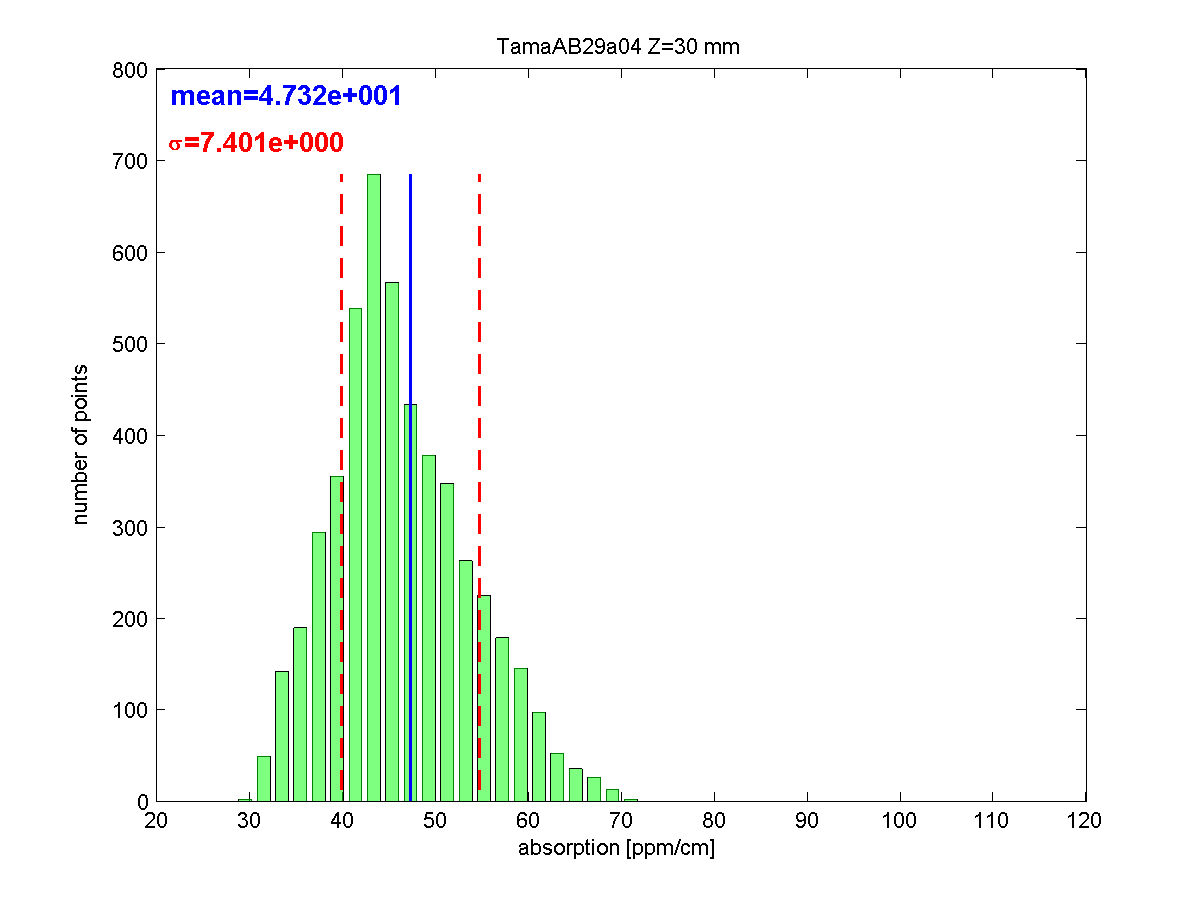 TamaAB29a04 Z=30 mm
mean=4.732e+001
σ=7.401e+000
800
700
600
500
400
300
200
100
0
number of points
20 30 40 50 60 70 80 90 100 110 120
absorption [ppm/cm]